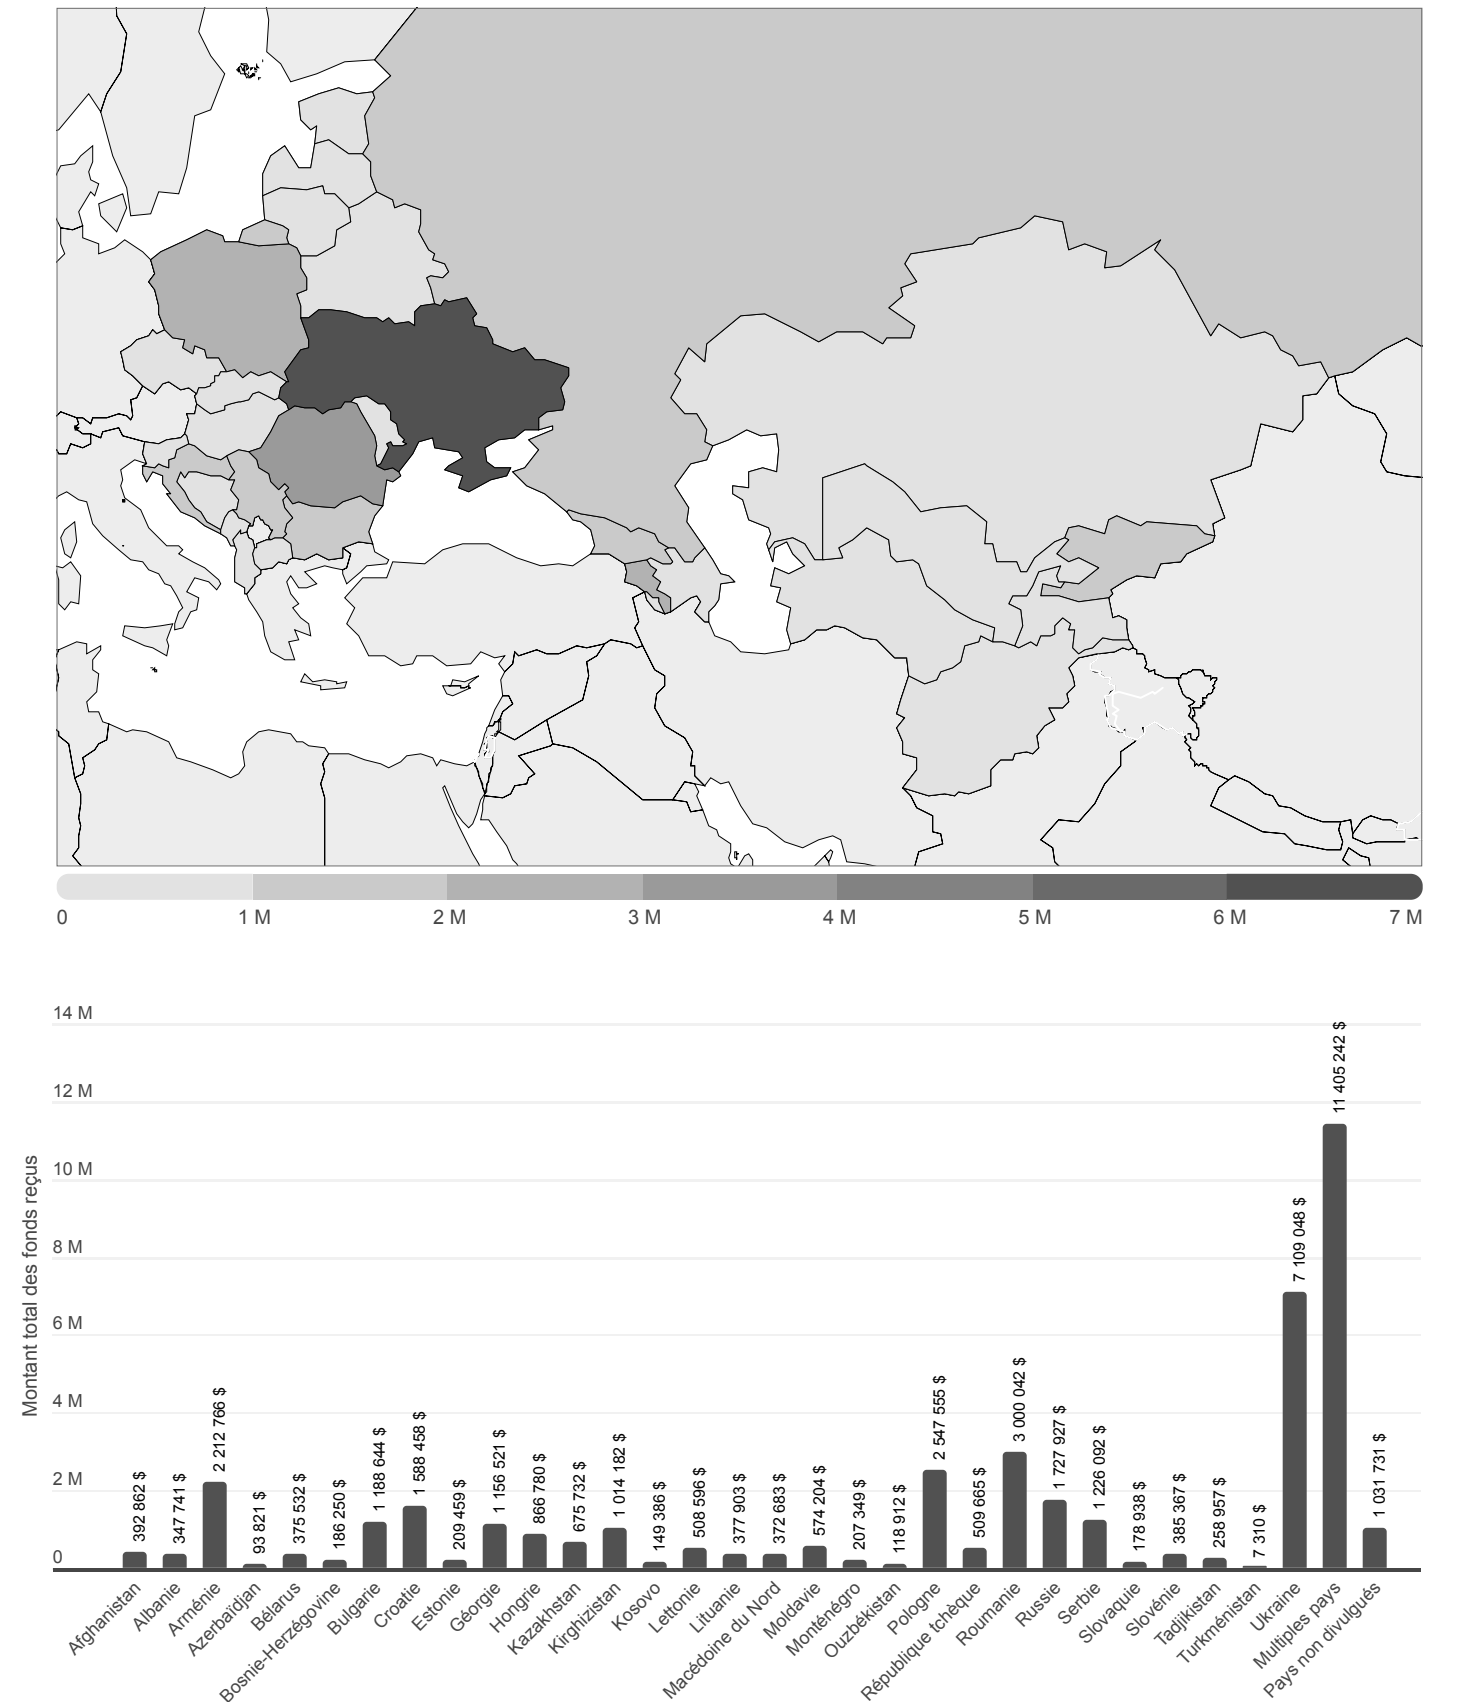 0
1 M
2 M
3 M
4 M
5 M
6 M
7 M
Montant total des fonds reçus
14 M
12 M
10 M
8 M
6 M
4 M
2 M
0
392 862 $
347 741 $
2 212 766 $
93 821 $
375 532 $
186 250 $
1 188 644 $
1 588 458 $
209 459 $
1 156 521 $
866 780 $
675 732 $
1 014 182 $
149 386 $
508 596 $
377 903 $
372 683 $
574 204 $
207 349 $
118 912 $
2 547 555 $
509 665 $
3 000 042 $
1 727 927 $
1 226 092 $
178 938 $
385 367 $
258 957 $
7 310 $
7 109 048 $
11 405 242 $
1 031 731 $
Afghanistan
Albanie
Arménie
Azerbaïdjan
Bélarus
Bosnie-Herzégovine
Bulgarie
Croatie
Estonie
Géorgie
Hongrie
Kazakhstan
Kirghizistan
Kosovo
Lettonie
Lituanie
Macédoine du Nord
Moldavie
Monténégro
Ouzbékistan
Pologne
République tchèque
Roumanie
Russie
Serbie
Slovaquie
Slovénie
Tadjikistan
Turkménistan
Ukraine
Multiples pays
Pays non divulgués